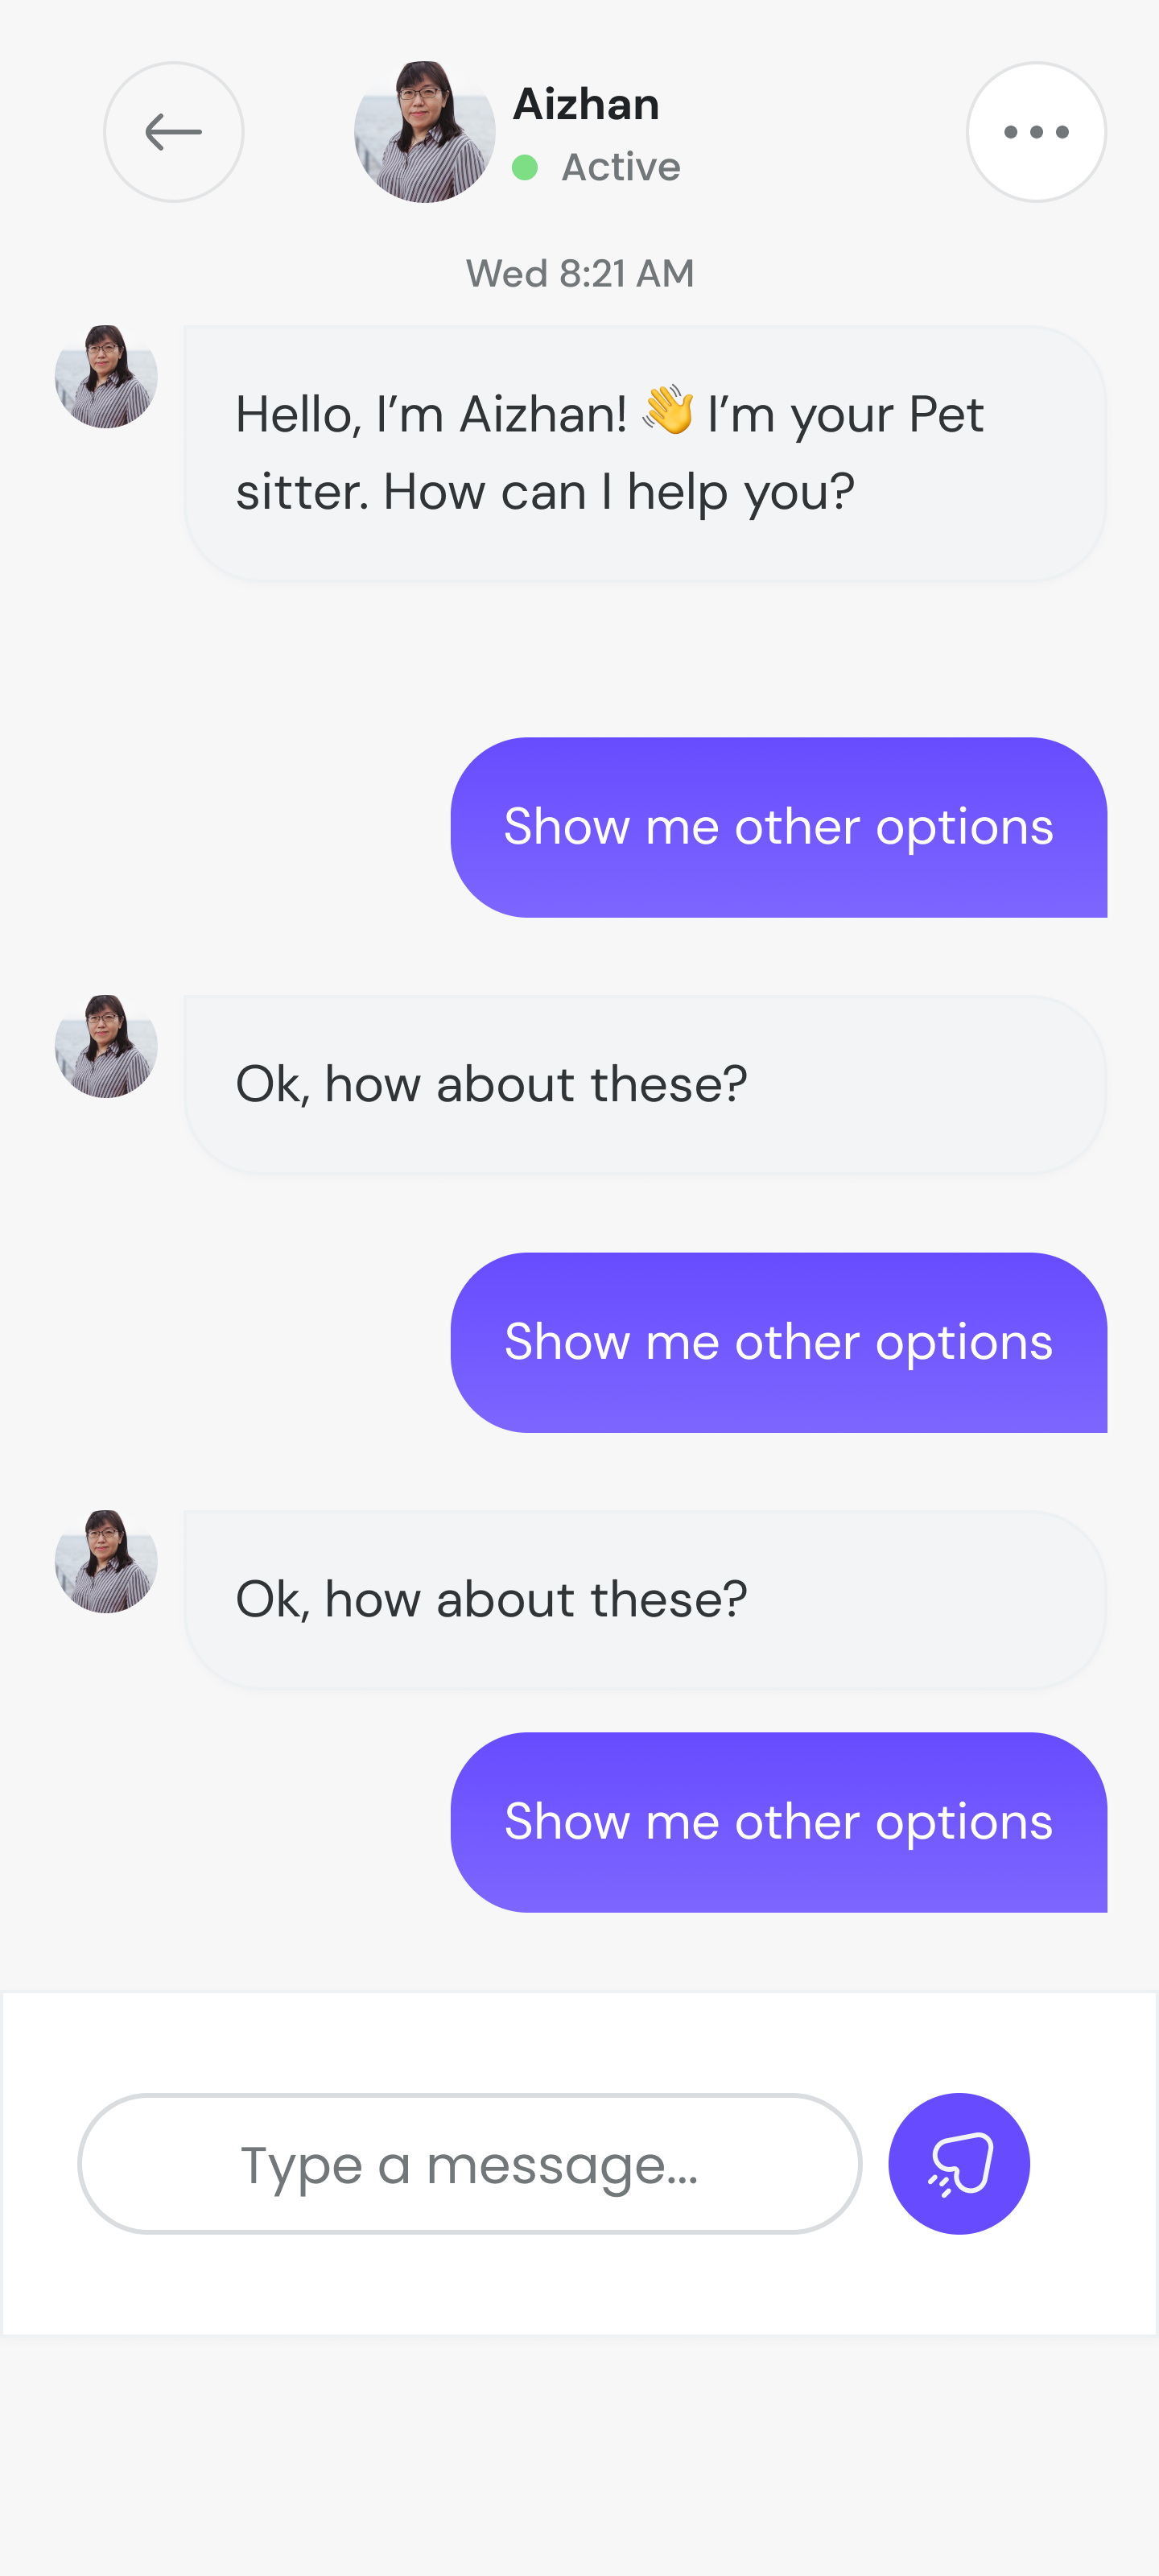 Aizhan
Active
Wed 8:21 AM
Hello, I’m Aizhan! 👋 I’m your Pet
sitter. How can I help you?
Show me other options
Ok, how about these?
Show me other options
Ok, how about these?
Show me other options
Type a message...